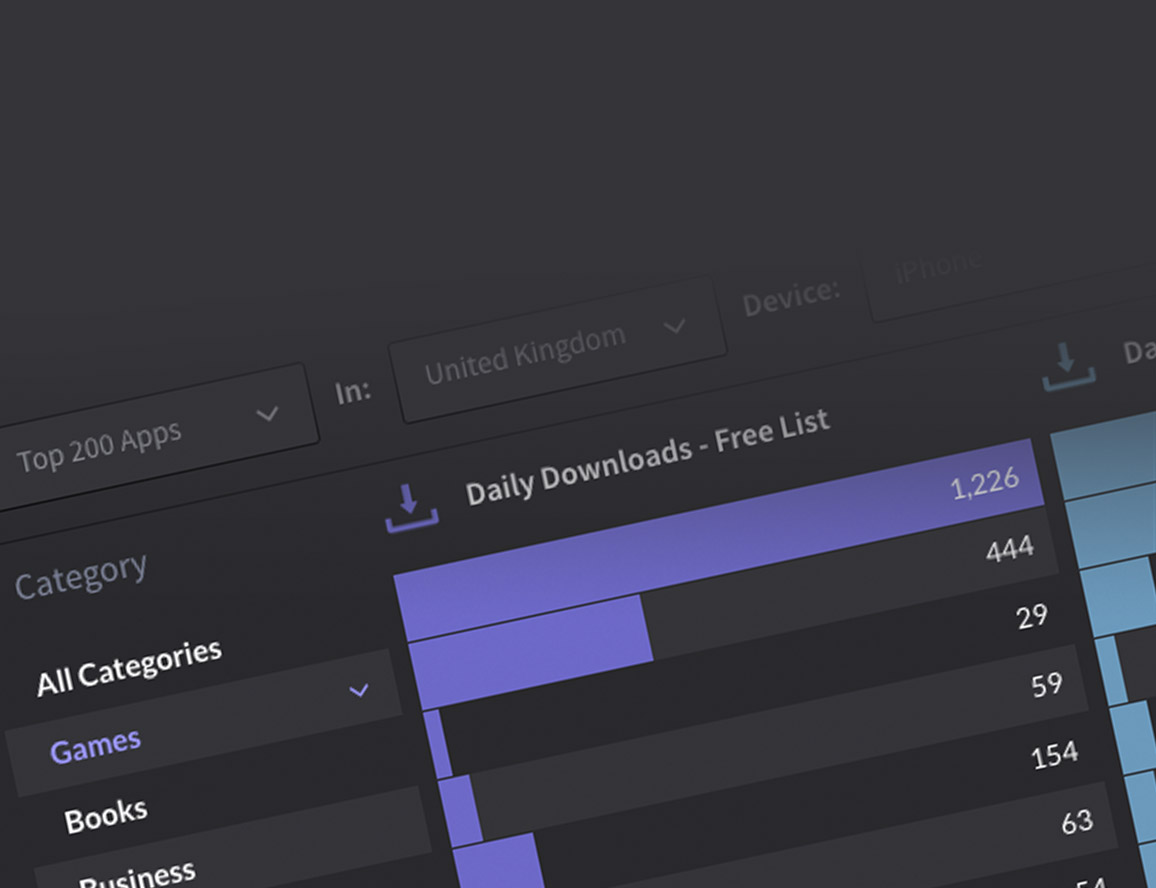 Top 200 Apps In: United Kingdom Device: iPhone
Category Daily Downloads - Free List
All Categories 1,226
Games 444
Books 29
Business 59
154
63